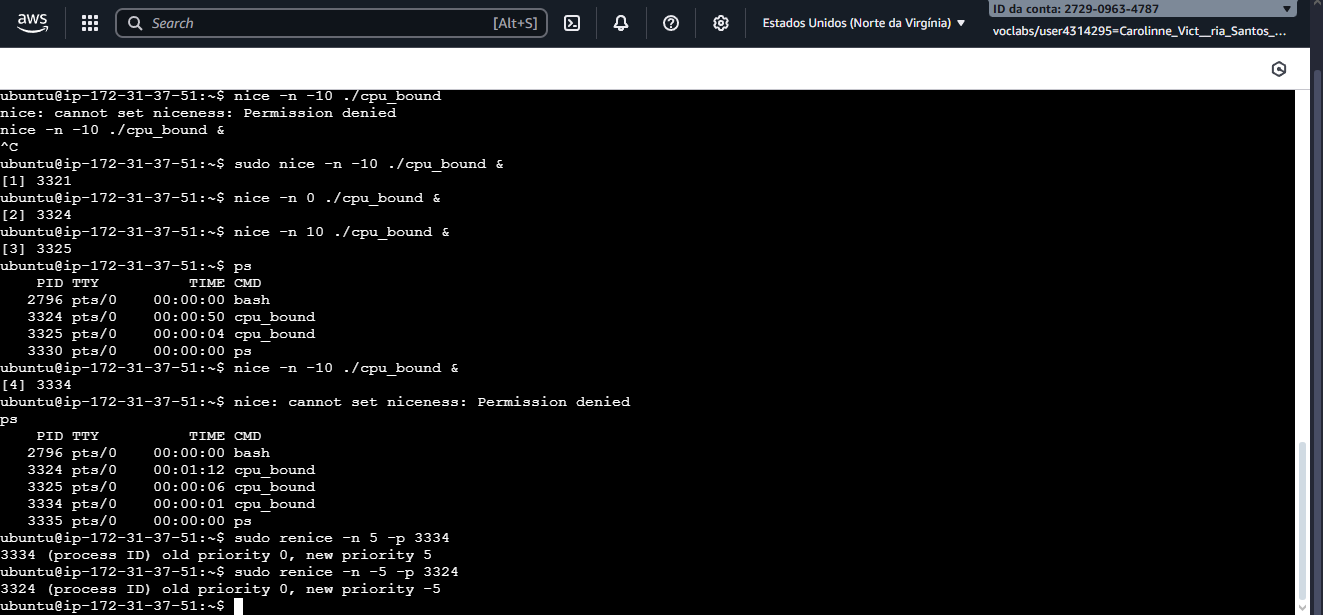 aws
Search [Alt+S]
Estados Unidos (Norte da Virgínia)
ID da conta: 2729-0963-4787
voclabs/user4314295=Carolinne_Vict__ria_Santos_...
ubuntu@ip-172-31-37-51:~$ nice -n -10 ./cpu_bound
nice: cannot set niceness: Permission denied
nice -n -10 ./cpu_bound &
^C
ubuntu@ip-172-31-37-51:~$ sudo nice -n -10 ./cpu_bound &
[1] 3321
ubuntu@ip-172-31-37-51:~$ nice -n 0 ./cpu_bound &
[2] 3324
ubuntu@ip-172-31-37-51:~$ nice -n 10 ./cpu_bound &
[3] 3325
ubuntu@ip-172-31-37-51:~$ ps
    PID TTY          TIME CMD
   2796 pts/0    00:00:00 bash
   3324 pts/0    00:00:50 cpu_bound
   3325 pts/0    00:00:04 cpu_bound
   3330 pts/0    00:00:00 ps
ubuntu@ip-172-31-37-51:~$ nice -n -10 ./cpu_bound &
[4] 3334
ubuntu@ip-172-31-37-51:~$ nice: cannot set niceness: Permission denied
ps
    PID TTY          TIME CMD
   2796 pts/0    00:00:00 bash
   3324 pts/0    00:01:12 cpu_bound
   3325 pts/0    00:00:06 cpu_bound
   3334 pts/0    00:00:01 cpu_bound
   3335 pts/0    00:00:00 ps
ubuntu@ip-172-31-37-51:~$ sudo renice -n 5 -p 3334
3334 (process ID) old priority 0, new priority 5
ubuntu@ip-172-31-37-51:~$ sudo renice -n -5 -p 3324
3324 (process ID) old priority 0, new priority -5
ubuntu@ip-172-31-37-51:~$